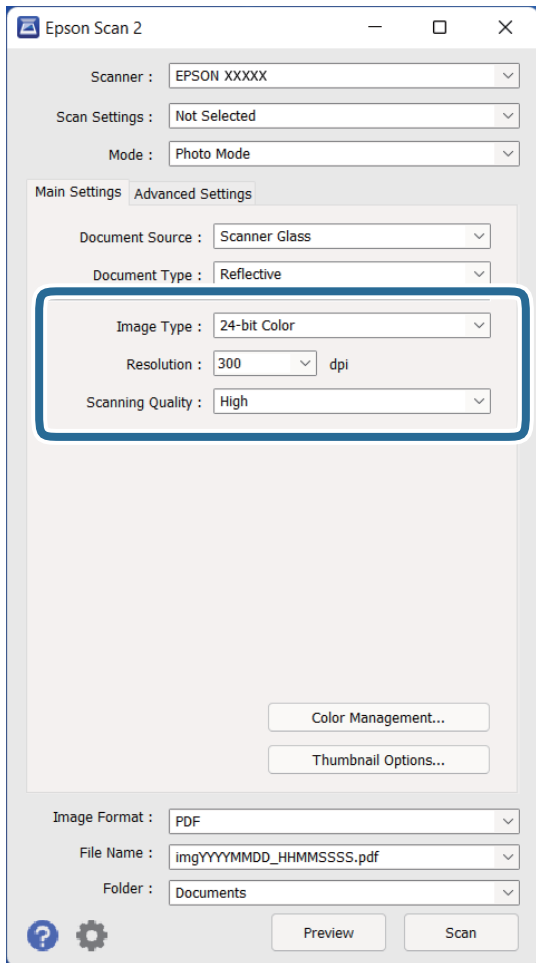 Epson Scan 2
Scanner : EPSON XXXXX
Scan Settings : Not Selected
Mode : Photo Mode
Main Settings Advanced Settings
Document Source : Scanner Glass
Document Type : Reflective
Image Type : 24-bit Color
Resolution : 300 dpi
Scanning Quality : High
Color Management...
Thumbnail Options...
Image Format : PDF
File Name : imgYYYYMMDD_HHMMSSSS.pdf
Folder : Documents
? Preview Scan